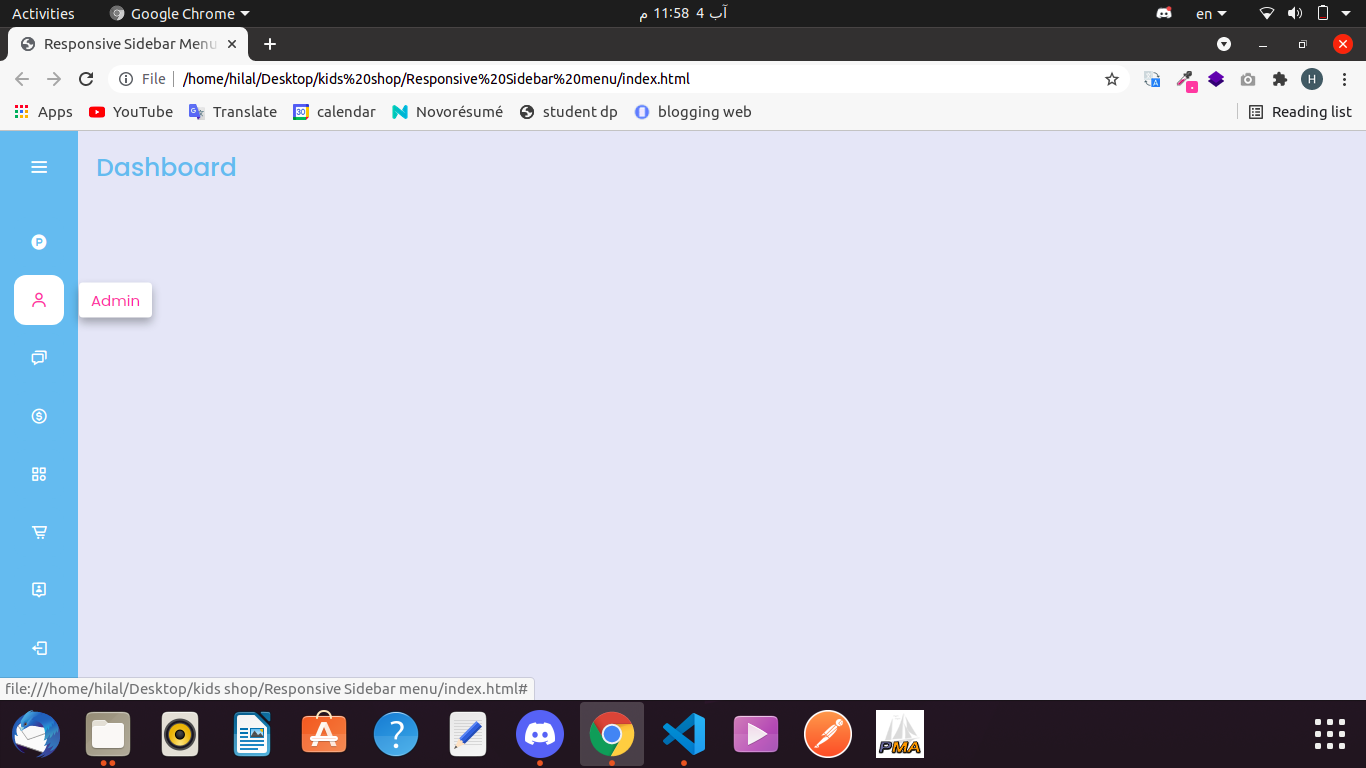 Activities
Google Chrome
آب 4 11:58 م
en
Responsive Sidebar Menu
File
/home/hilal/Desktop/kids%20shop/Responsive%20Sidebar%20menu/index.html
H
Apps
YouTube
Translate
30
calendar
Novorésumé
student dp
blogging web
Reading list
Dashboard
P
Admin
file:///home/hilal/Desktop/kids shop/Responsive Sidebar menu/index.html#
PMA